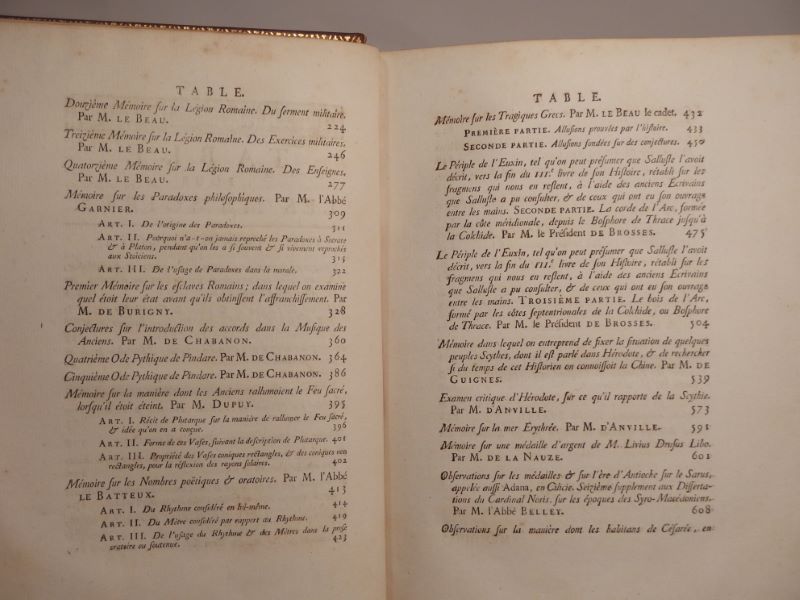 TABLE.
Douzième Mémoire sur la Légion Romaine. Du serment militaire.
Par M. LE BEAU.
224
Treizième Mémoire sur la Légion Romaine. Des Exercices militaires.
Par M. LE BEAU.
246
Quatorzième Mémoire sur la Légion Romaine. Des Enseignes.
Par M. LE BEAU.
277
Mémoire sur les Paradoxes philosophiques. Par M. l'Abbé
GARNIER.
309
ART. I. De l'origine des Paradoxes.
311
ART. II. Pourquoi n'a-t-on jamais reproché les Paradoxes à Socrate
& à Platon, pendant qu'on les a si souvent & si vivement reprochés
aux Stoïciens.
315
ART. III. De l'usage de Paradoxes dans la morale.
322
Premier Mémoire sur les esclaves Romains; dans lequel on examine
quel étoit leur état avant qu'ils obtinssent l'affranchissement. Par
M. DE BURIGNY.
328
Conjectures sur l'introduction des accords dans la Musique des
Anciens. Par M. DE CHABANON.
360
Quatrième Ode Pythique de Pindare. Par M. DE CHABANON. 364
Cinquième Ode Pythique de Pindare. Par M. DE CHABANON. 386
Mémoire sur la manière dont les Anciens rallumoient le Feu sacré,
lorsqu'il étoit éteint. Par M. DUPUY.
395
ART. I. Récit de Plutarque sur la manière de rallumer le Feu sacré,
& idée qu'on en a conçue.
396
ART. II. Forme de ces Vases, suivant la description de Plutarque. 401
ART. III. Propriété des Vases coniques rectangles, & des coniques non
rectangles, pour la réflexion des rayons solaires.
402
Mémoire sur les Nombres poëtiques & oratoires. Par M. l'Abbé
LE BATTEUX.
413
ART. I. Du Rhythme considéré en lui-même.
414
ART. II. Du Mètre considéré par rapport au Rhythme.
419
ART. III. De l'usage du Rhythme & des Mètres dans la prose
oratoire ou soutenue.
423
TABLE.
Mémoire sur les Tragiques Grecs. Par M. LE BEAU le cadet. 432
PREMIÈRE PARTIE. Allusions prouvées par l'histoire. 433
SECONDE PARTIE. Allusions fondées sur des conjectures. 450
Le Périple de l'Euxin, tel qu'on peut présumer que Salluste l'avoit
décrit, vers la fin du III.e livre de son Histoire, rétabli sur les
fragmens qui nous en restent, à l'aide des anciens Ecrivains
que Salluste a pu consulter, & de ceux qui ont eu son ouvrage
entre les mains. SECONDE PARTIE. La corde de l'Arc, formée
par la côte méridionale, depuis le Bosphore de Thrace jusqu'à
la Colchide. Par M. le Président DE BROSSES.
475
Le Périple de l'Euxin, tel qu'on peut présumer que Salluste l'avoit
décrit, vers la fin du III.e livre de son Histoire, rétabli sur les
fragmens qui nous en restent, à l'aide des anciens Ecrivains
que Salluste a pu consulter, & de ceux qui ont eu son ouvrage
entre les mains. TROISIÈME PARTIE. Le bois de l'Arc,
formé par les côtes septentrionales de la Colchide, au Bosphore
de Thrace. Par M. le Président DE BROSSES.
504
Mémoire dans lequel on entreprend de fixer la situation de quelques
peuples Scythes, dont il est parlé dans Hérodote, & de rechercher
si du temps de cet Historien on connoissoit la Chine. Par M. DE
GUIGNES.
539
Examen critique d'Hérodote, sur ce qu'il rapporte de la Scythie.
Par M. D'ANVILLE.
573
Mémoire sur la mer Erythrée. Par M. D'ANVILLE.
591
Mémoire sur une médaille d'argent de M. Livius Drusus Libo.
Par M. DE LA NAUZE.
601
Observations sur les médailles & sur l'ère d'Antioche sur le Sarus,
appelée aussi Adana, en Cilicie. Seizième supplement aux Disserta-
tions du Cardinal Noris, sur les époques des Syro-Macédoniens.
Par M. l'Abbé BELLEY.
608
Observations sur la manière dont les habitans de Césarée, en